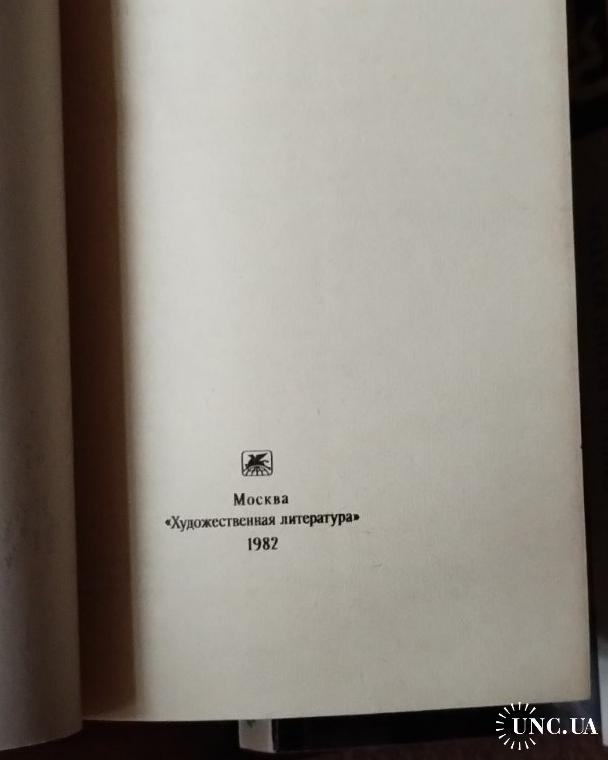 Москва
«Художественная литература»
1982
UNC.UA